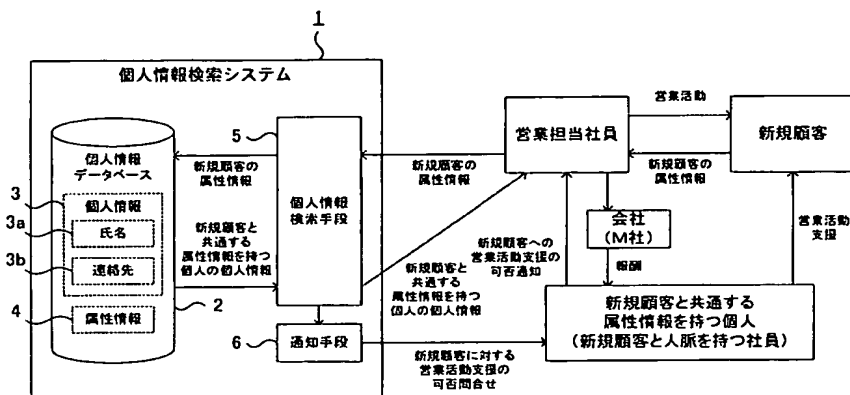 1
個人情報検索システム
個人情報
データベース
3
個人情報
3a
氏名
3b
連絡先
4
属性情報
2
新規顧客の
属性情報
新規顧客と
共通する
属性情報を持つ
個人の個人情報
5
個人情報
検索手段
6
通知手段
新規顧客の
属性情報
新規顧客と
共通する
属性情報を持つ
個人の個人情報
新規顧客に対する
営業活動支援の
可否問合せ
営業担当社員
営業活動
新規顧客の
属性情報
新規顧客
新規顧客への
営業活動支援の
可否通知
会社
(M社)
報酬
営業活動
支援
新規顧客と共通する
属性情報を持つ個人
(新規顧客と人脈を持つ社員)